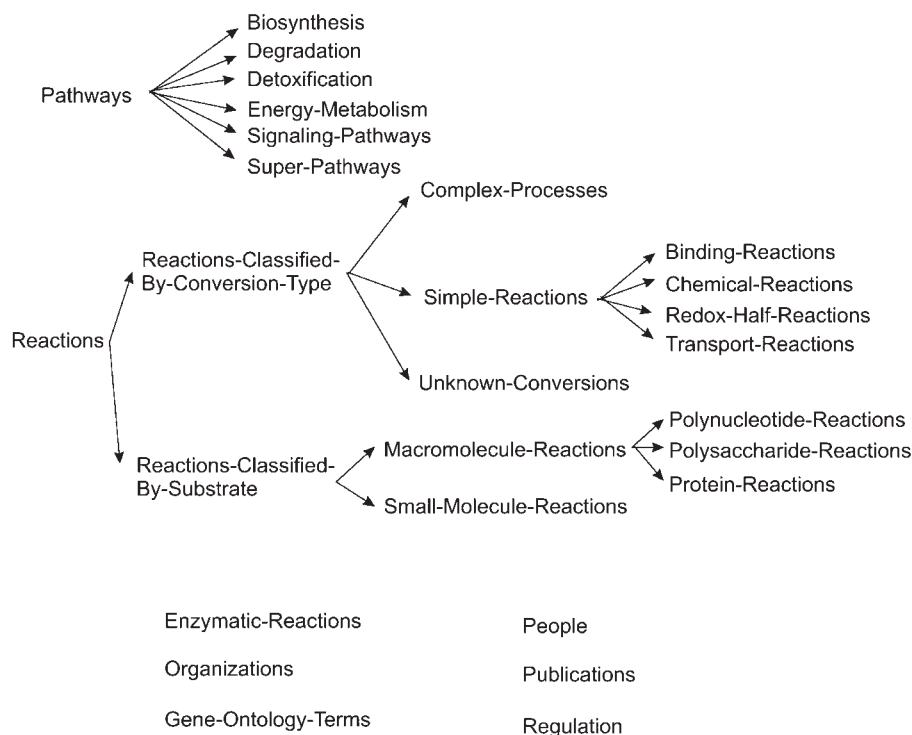 Pathways
Biosynthesis
Degradation
Detoxification
Energy-Metabolism
Signaling-Pathways
Super-Pathways
Reactions
Reactions-Classified-
By-Conversion-Type
Complex-Processes
Simple-Reactions
Binding-Reactions
Chemical-Reactions
Redox-Half-Reactions
Transport-Reactions
Unknown-Conversions
Reactions-Classified-
By-Substrate
Macromolecule-Reactions
Polynucleotide-Reactions
Polysaccharide-Reactions
Protein-Reactions
Small-Molecule-Reactions
Enzymatic-Reactions
People
Organizations
Publications
Gene-Ontology-Terms
Regulation